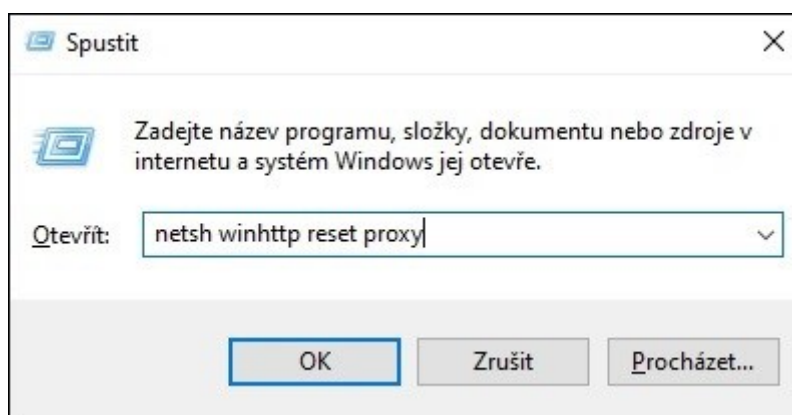 Spustit
Zadejte název programu, složky, dokumentu nebo zdroje v
internetu a systém Windows jej otevře.
Otevřít: netsh winhttp reset proxy
OK Zrušit Procházet...